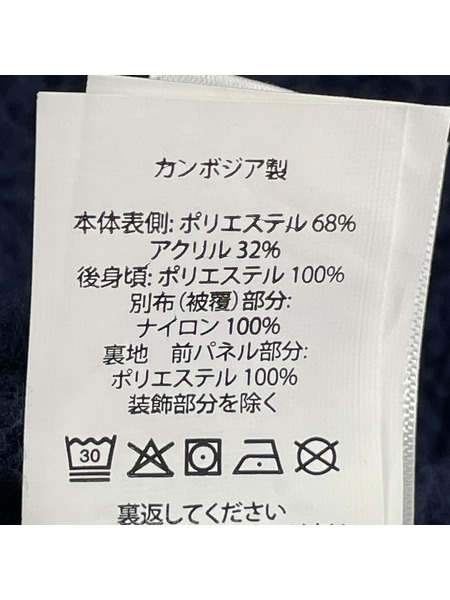 カンボジア製
本体表側: ポリエステル 68%
アクリル 32%
後身頃: ポリエステル 100%
別布(被覆)部分:
ナイロン 100%
裏地 前パネル部分:
ポリエステル 100%
装飾部分を除く
30
裏返してください